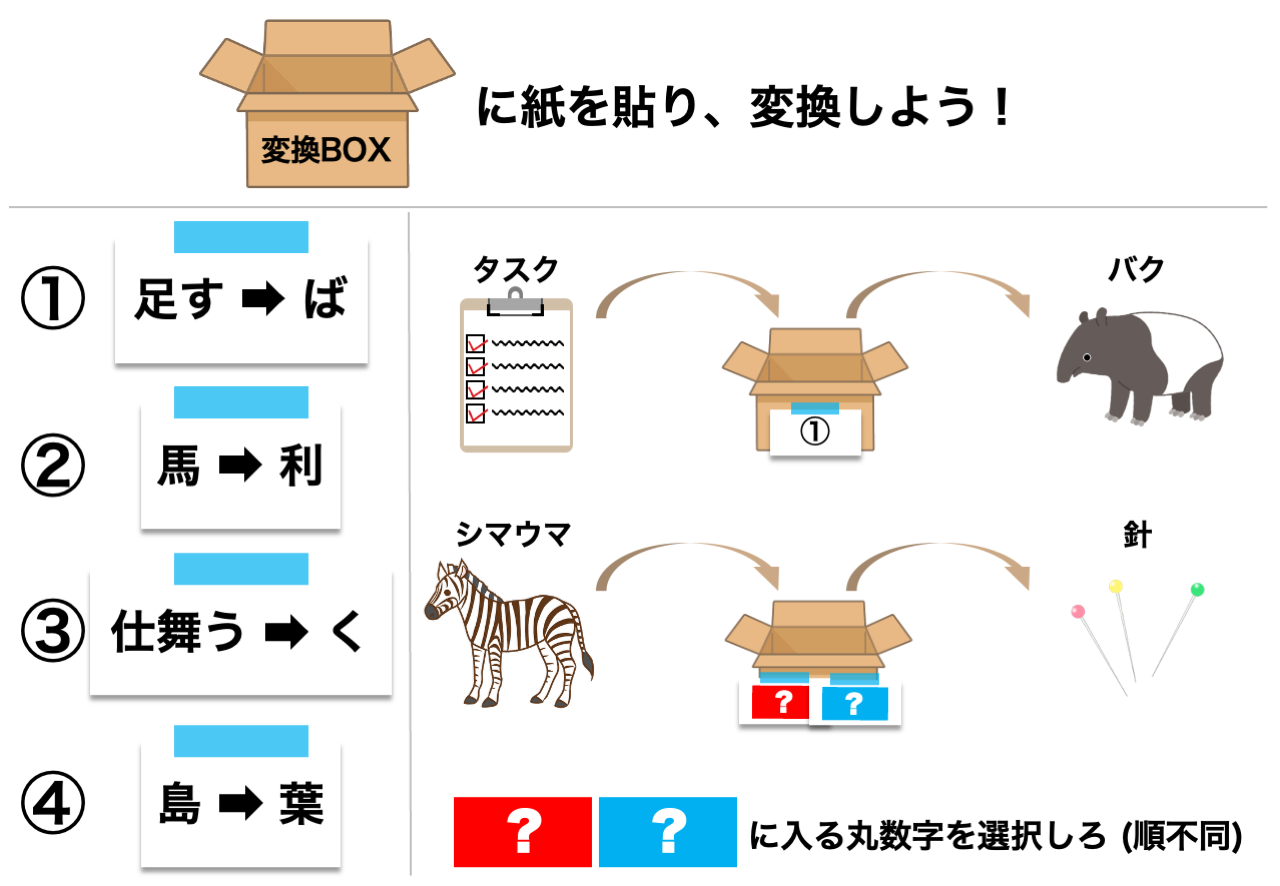 変換BOX
に紙を貼り、変換しよう！
① 足す ➡ ば
② 馬 ➡ 利
③ 仕舞う ➡ く
④ 島 ➡ 葉
タスク
①
バク
シマウマ
? ?
針
? ? に入る丸数字を選択しろ (順不同)